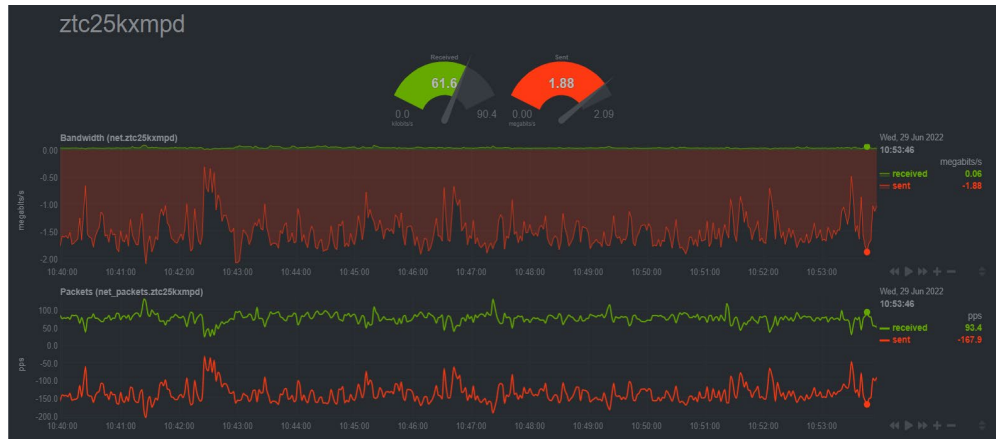 ztc25kxmpd
Received
61.6
0.0
90.4
kilobits/s
Sent
1.88
0.00
2.09
megabits/s
Bandwidth (net.ztc25kxmpd)
Wed, 29 Jun 2022
10:53:46
megabits/s
received 0.06
sent -1.88
megabits/s
0.00
-0.50
-1.00
-1.50
-2.00
10:40:00 10:41:00 10:42:00 10:43:00 10:44:00 10:45:00 10:46:00 10:47:00 10:48:00 10:49:00 10:50:00 10:51:00 10:52:00 10:53:00
Packets (net_packets.ztc25kxmpd)
Wed, 29 Jun 2022
10:53:46
pps
received 93.4
sent -167.9
pps
100.0
50.0
0.0
-50.0
-100.0
-150.0
-200.0
10:40:00 10:41:00 10:42:00 10:43:00 10:44:00 10:45:00 10:46:00 10:47:00 10:48:00 10:49:00 10:50:00 10:51:00 10:52:00 10:53:00